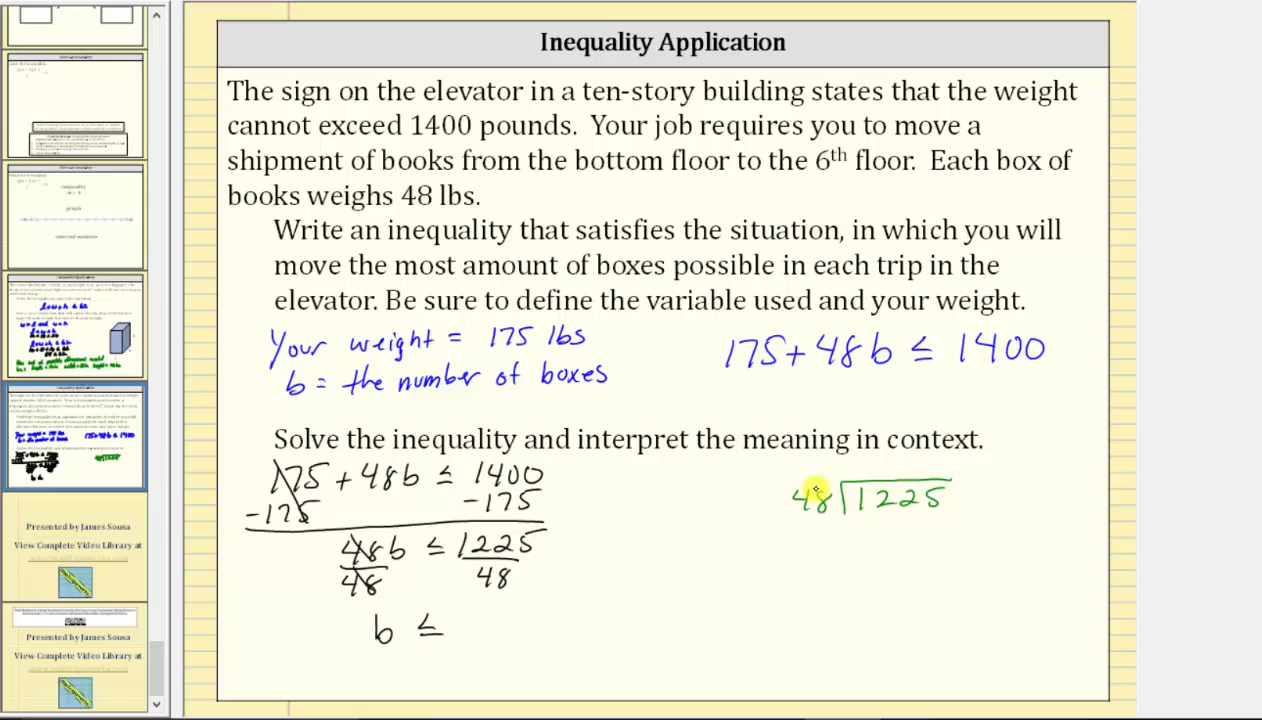 Inequality Application
The sign on the elevator in a ten-story building states that the weight
cannot exceed 1400 pounds. Your job requires you to move a
shipment of books from the bottom floor to the 6th floor. Each box of
books weighs 48 lbs.
Write an inequality that satisfies the situation, in which you will
move the most amount of boxes possible in each trip in the
elevator. Be sure to define the variable used and your weight.
Your weight = 175 lbs
b = the number of boxes
175 + 48b ≤ 1400
Solve the inequality and interpret the meaning in context.
175 + 48b ≤ 1400
-175 -175
48b ≤ 1225
48 48
b ≤
48 1225
Presented by James Sousa
View Complete Video Library at
Presented by James Sousa
View Complete Video Library at